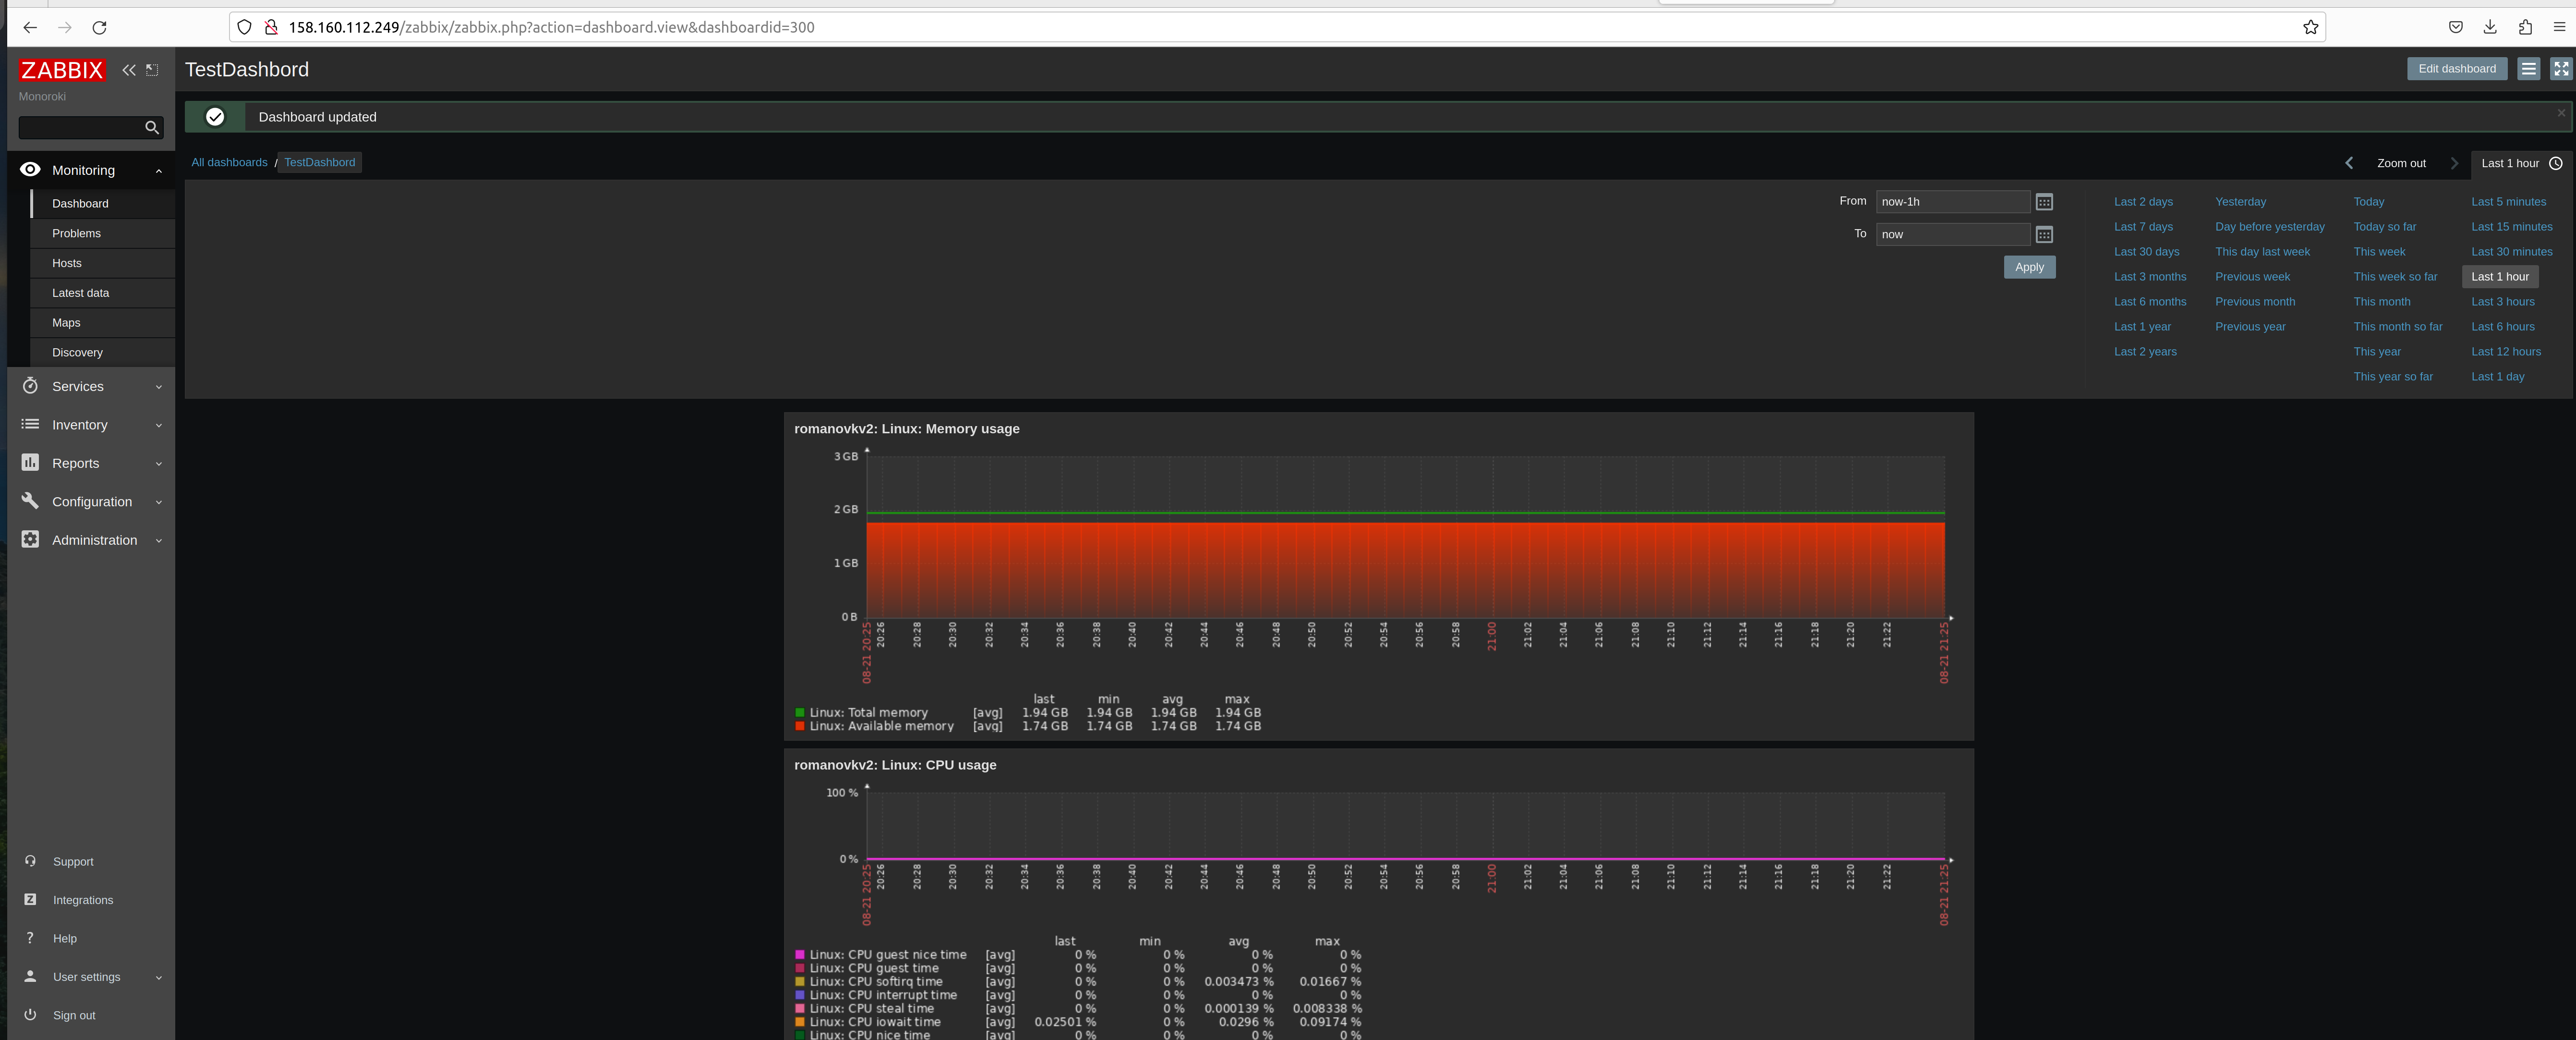 158.160.112.249/zabbix/zabbix.php?action=dashboard.view&dashboardid=300
ZABBIX
Monoroki
Monitoring
Dashboard
Problems
Hosts
Latest data
Maps
Discovery
Services
Inventory
Reports
Configuration
Administration
Support
Integrations
Help
User settings
Sign out
TestDashbord
Edit dashboard
Dashboard updated
All dashboards / TestDashbord
Zoom out
Last 1 hour
From now-1h
To now
Apply
Last 2 days Yesterday Today Last 5 minutes
Last 7 days Day before yesterday Today so far Last 15 minutes
Last 30 days This day last week This week Last 30 minutes
Last 3 months Previous week This week so far Last 1 hour
Last 6 months Previous month This month Last 3 hours
Last 1 year Previous year This month so far Last 6 hours
Last 2 years This year Last 12 hours
This year so far Last 1 day
romanovkv2: Linux: Memory usage
3 GB
2 GB
1 GB
0 B
08-21 20:25 20:26 20:28 20:30 20:32 20:34 20:36 20:38 20:40 20:42 20:44 20:46 20:48 20:50 20:52 20:54 20:56 20:58 21:00 21:02 21:04 21:06 21:08 21:10 21:12 21:14 21:16 21:18 21:20 21:22 08-21 21:25
last min avg max
Linux: Total memory [avg] 1.94 GB 1.94 GB 1.94 GB 1.94 GB
Linux: Available memory [avg] 1.74 GB 1.74 GB 1.74 GB 1.74 GB
romanovkv2: Linux: CPU usage
100 %
0 %
08-21 20:25 20:26 20:28 20:30 20:32 20:34 20:36 20:38 20:40 20:42 20:44 20:46 20:48 20:50 20:52 20:54 20:56 20:58 21:00 21:02 21:04 21:06 21:08 21:10 21:12 21:14 21:16 21:18 21:20 21:22 08-21 21:25
last min avg max
Linux: CPU guest nice time [avg] 0 % 0 % 0 % 0 %
Linux: CPU guest time [avg] 0 % 0 % 0 % 0 %
Linux: CPU softirq time [avg] 0 % 0 % 0.003473 % 0.01667 %
Linux: CPU interrupt time [avg] 0 % 0 % 0 % 0 %
Linux: CPU steal time [avg] 0 % 0 % 0.000139 % 0.008338 %
Linux: CPU iowait time [avg] 0.02501 % 0 % 0.0296 % 0.09174 %
Linux: CPU nice time [avg] 0 % 0 % 0 % 0 %